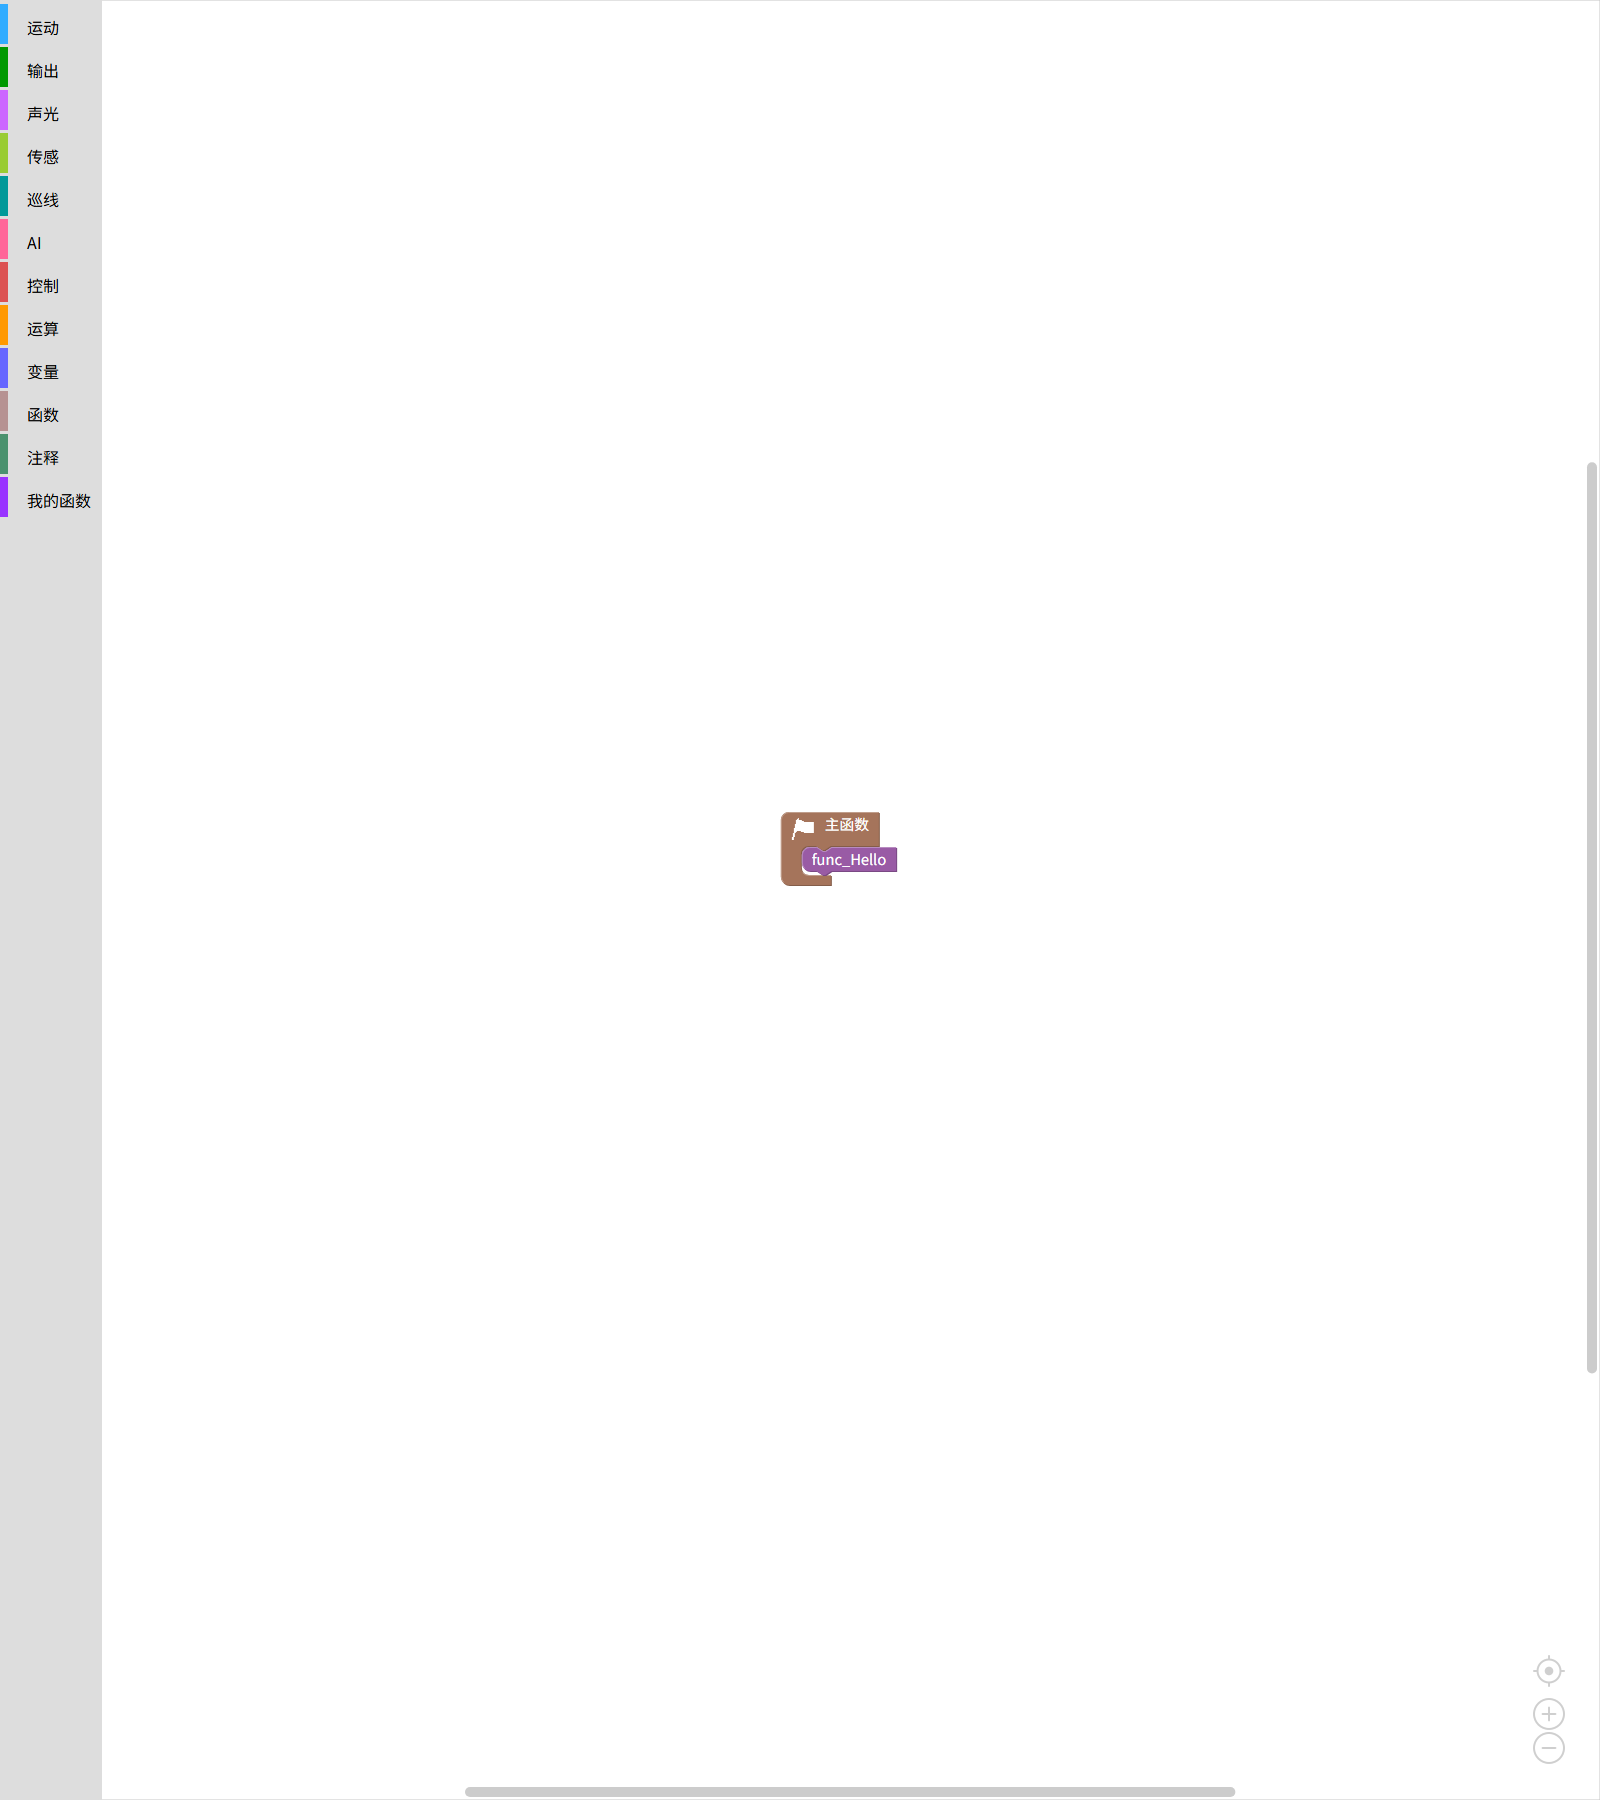 运动
输出
声光
传感
巡线
AI
控制
运算
变量
函数
注释
我的函数
主函数
func_Hello